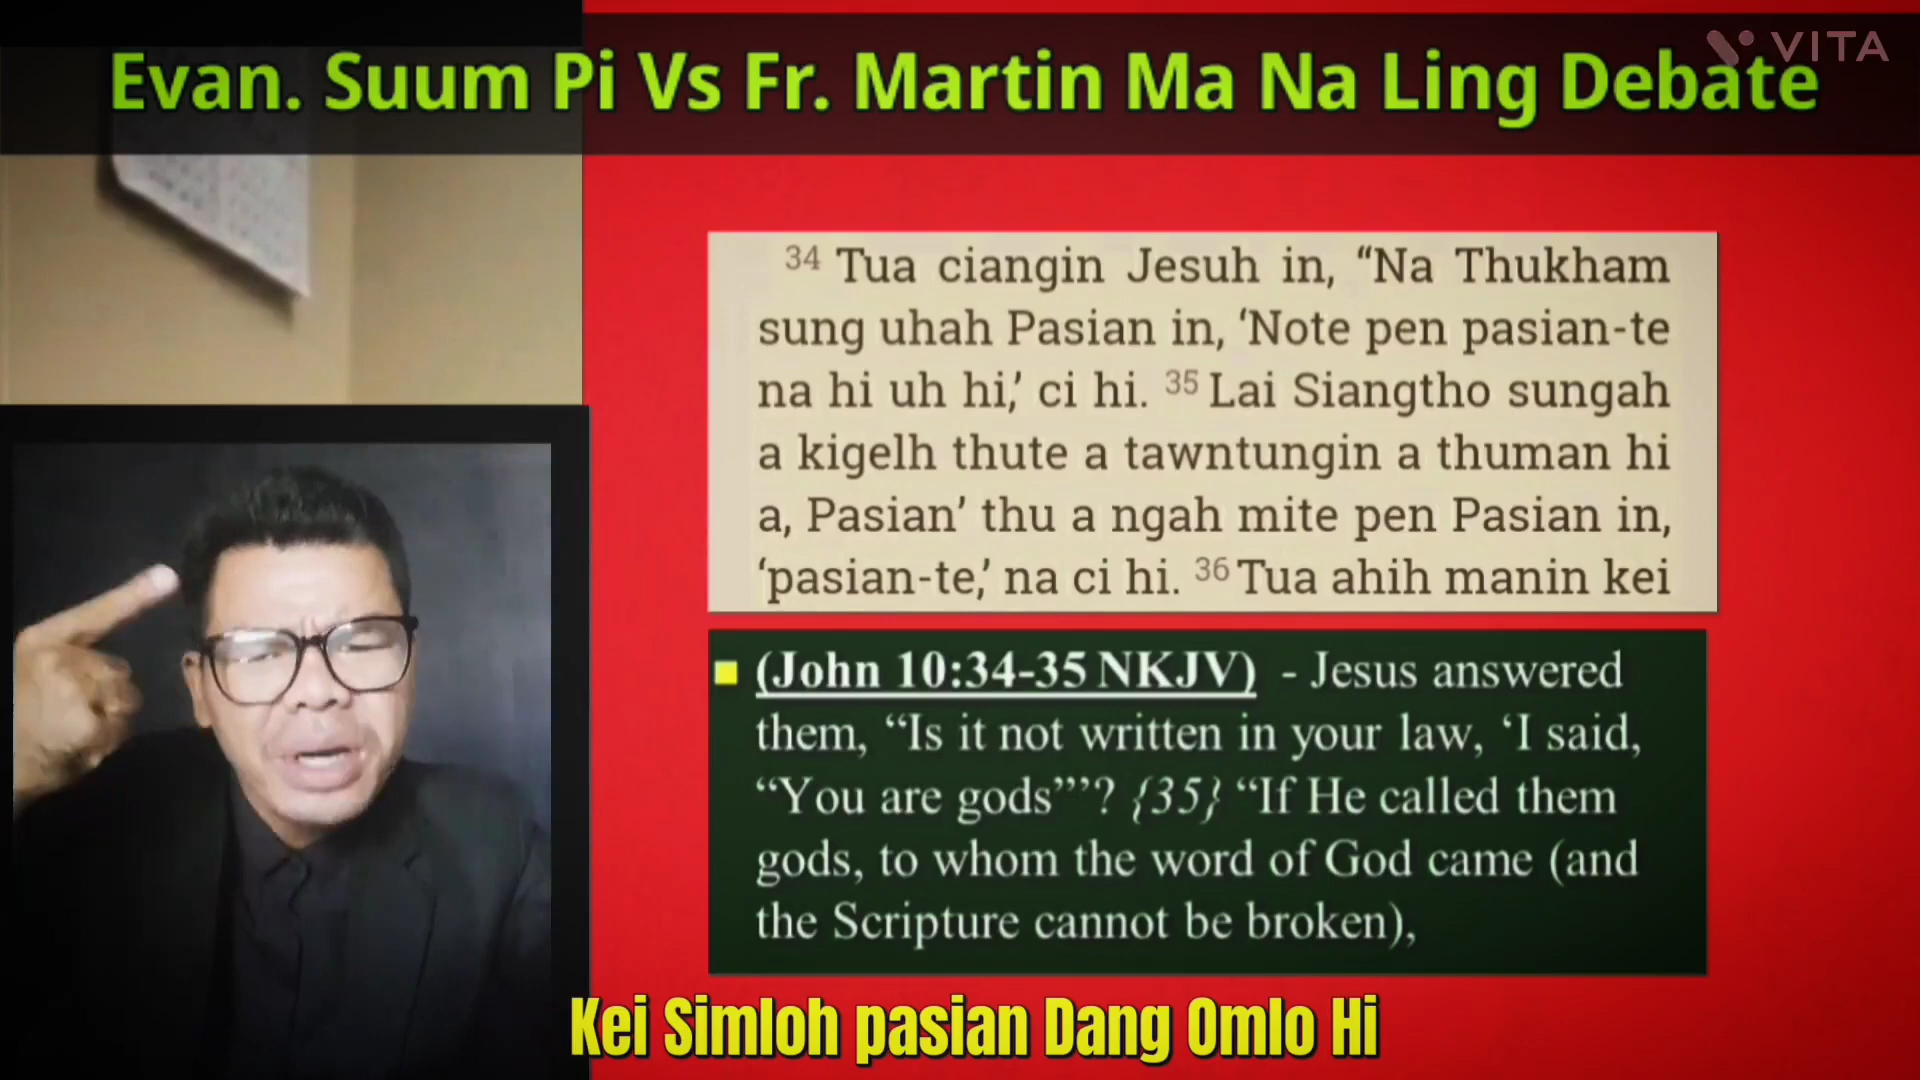 VITA
Evan. Suum Pi Vs Fr. Martin Ma Na Ling Debate
34 Tua ciangin Jesuh in, “Na Thukham
sung uhah Pasian in, ‘Note pen pasian-te
na hi uh hi,’ ci hi. 35 Lai Siangtho sungah
a kigelh thute a tawntungin a thuman hi
a, Pasian’ thu a ngah mite pen Pasian in,
‘pasian-te,’ na ci hi. 36 Tua ahih manin kei
(John 10:34-35 NKJV) - Jesus answered
them, “Is it not written in your law, ‘I said,
“You are gods”’? {35} “If He called them
gods, to whom the word of God came (and
the Scripture cannot be broken),
Kei Simloh pasian Dang Omlo Hi